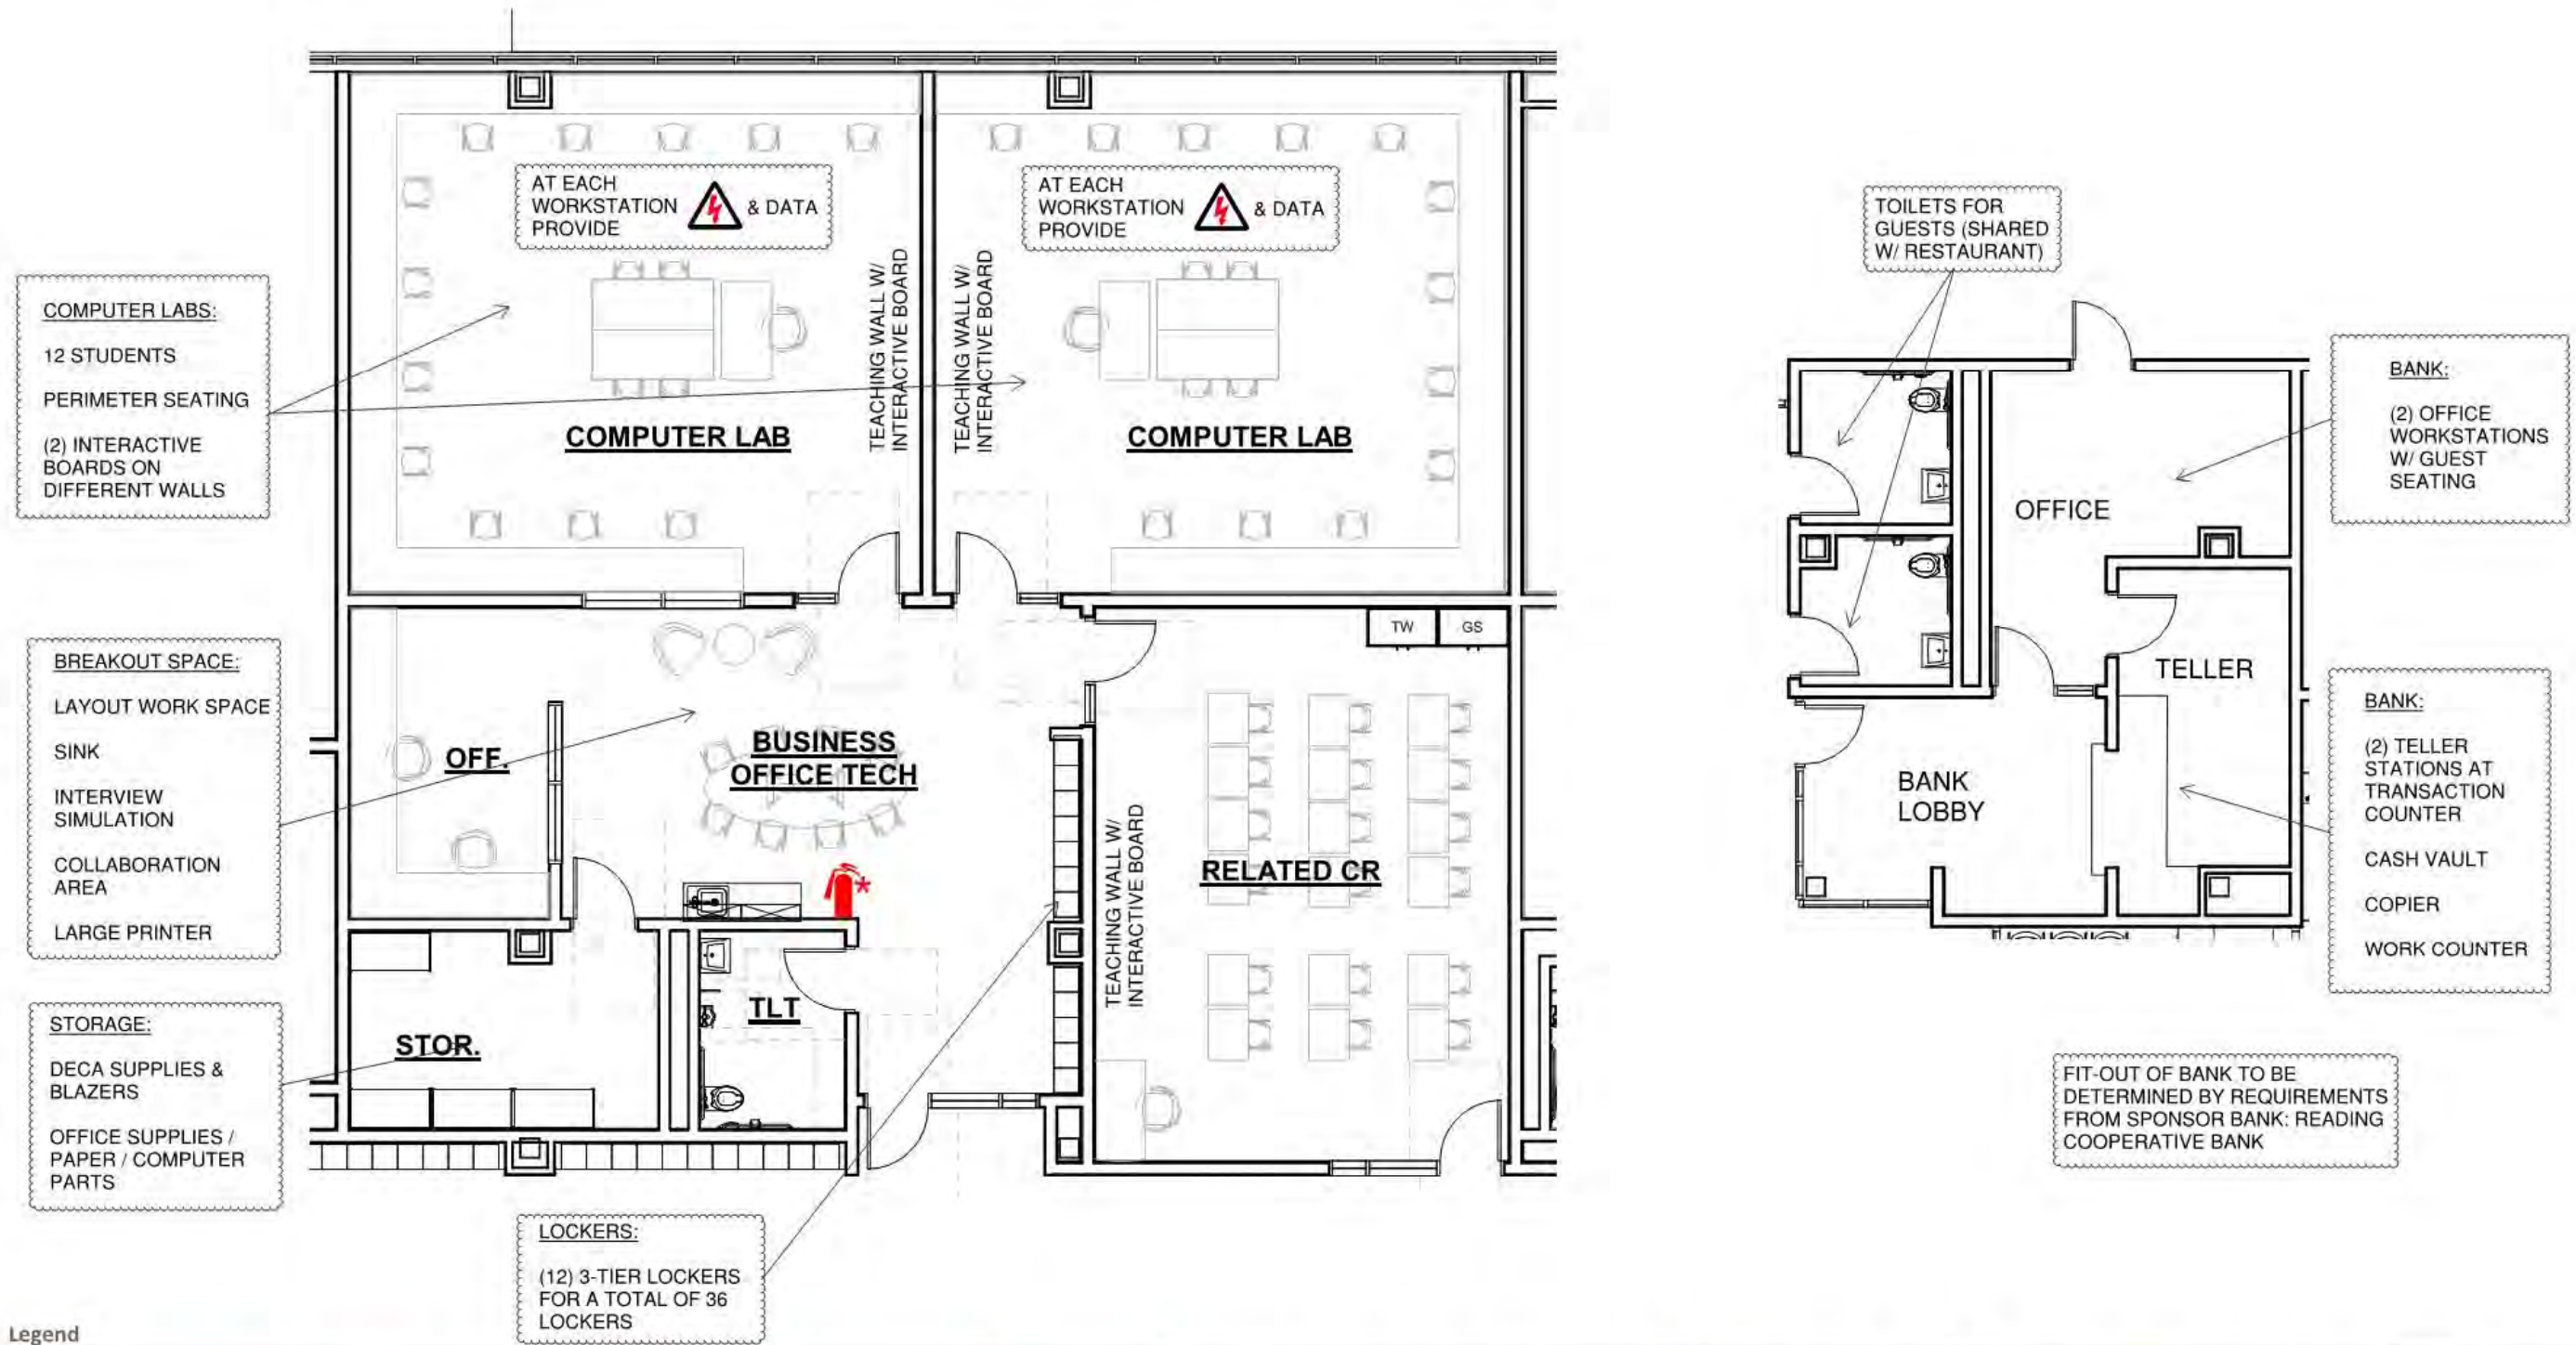 AT EACH
WORKSTATION
PROVIDE
& DATA
AT EACH
WORKSTATION
PROVIDE
& DATA
TOILETS FOR
GUESTS (SHARED
W/ RESTAURANT)
COMPUTER LABS:
12 STUDENTS
PERIMETER SEATING
(2) INTERACTIVE
BOARDS ON
DIFFERENT WALLS
TEACHING WALL W/
INTERACTIVE BOARD
TEACHING WALL W/
INTERACTIVE BOARD
COMPUTER LAB
COMPUTER LAB
BANK:
(2) OFFICE
WORKSTATIONS
W/ GUEST
SEATING
OFFICE
TW
GS
BREAKOUT SPACE:
LAYOUT WORK SPACE
SINK
INTERVIEW
SIMULATION
COLLABORATION
AREA
LARGE PRINTER
OFF.
BUSINESS
OFFICE TECH
TEACHING WALL W/
INTERACTIVE BOARD
RELATED CR
TELLER
BANK
LOBBY
BANK:
(2) TELLER
STATIONS AT
TRANSACTION
COUNTER
CASH VAULT
COPIER
WORK COUNTER
*
STORAGE:
DECA SUPPLIES &
BLAZERS
OFFICE SUPPLIES /
PAPER / COMPUTER
PARTS
STOR.
TLT
FIT-OUT OF BANK TO BE
DETERMINED BY REQUIREMENTS
FROM SPONSOR BANK: READING
COOPERATIVE BANK
LOCKERS:
(12) 3-TIER LOCKERS
FOR A TOTAL OF 36
LOCKERS
Legend